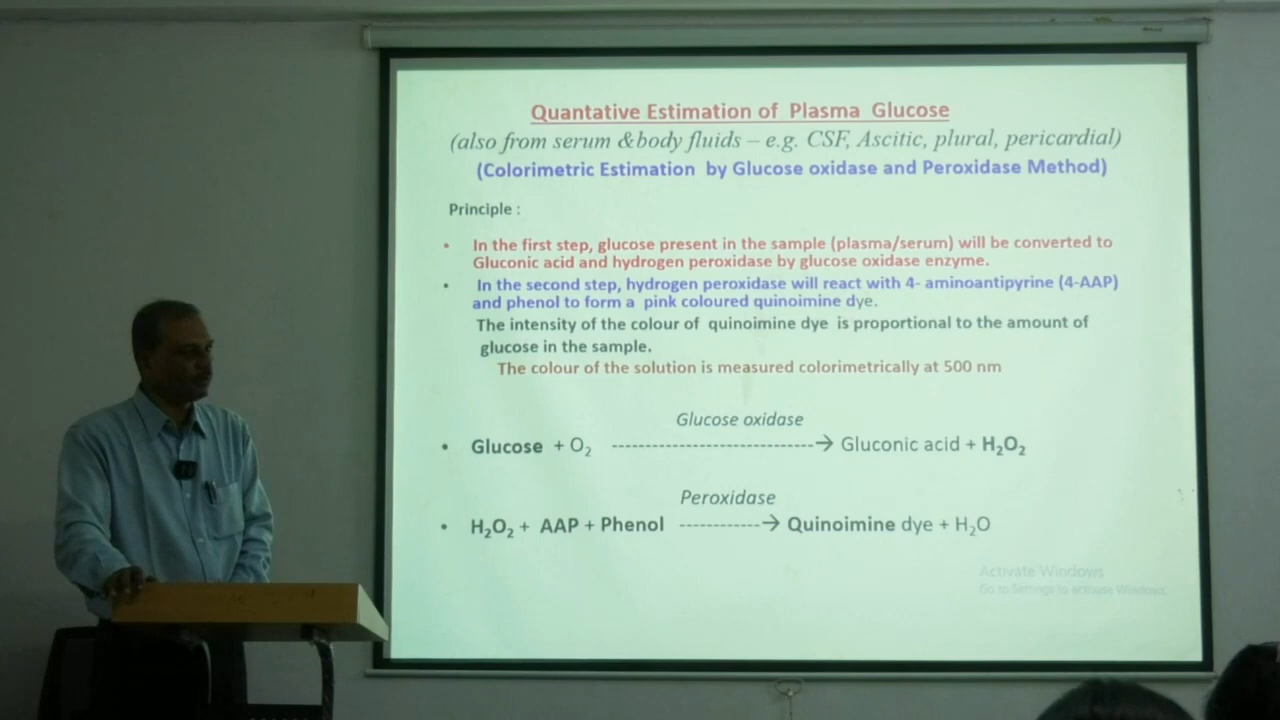 Quantative Estimation of Plasma Glucose
(also from serum &body fluids – e.g. CSF, Ascitic, plural, pericardial)
(Colorimetric Estimation by Glucose oxidase and Peroxidase Method)
Principle :
• In the first step, glucose present in the sample (plasma/serum) will be converted to
Gluconic acid and hydrogen peroxidase by glucose oxidase enzyme.
• In the second step, hydrogen peroxidase will react with 4- aminoantipyrine (4-AAP)
and phenol to form a pink coloured quinoimine dye.
The intensity of the colour of quinoimine dye is proportional to the amount of
glucose in the sample.
The colour of the solution is measured colorimetrically at 500 nm
Glucose oxidase
• Glucose + O₂ ----------------------------→ Gluconic acid + H₂O₂
Peroxidase
• H₂O₂ + AAP + Phenol ------------→ Quinoimine dye + H₂O
Activate Windows
Go to Settings to activate Windows.